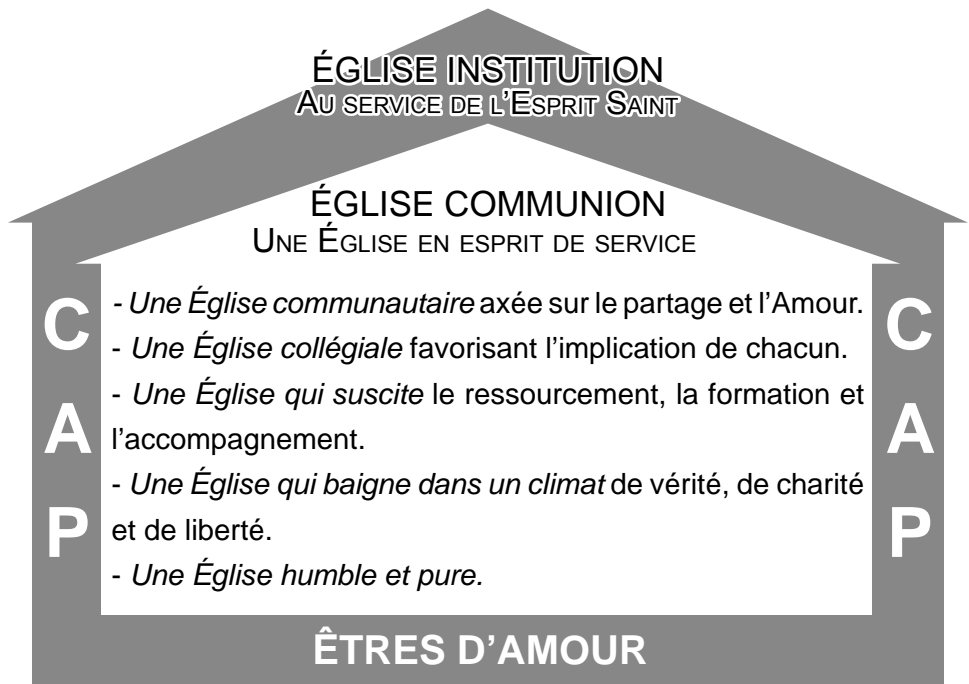 ÉGLISE INSTITUTION
AU SERVICE DE L'ESPRIT SAINT
ÉGLISE COMMUNION
UNE ÉGLISE EN ESPRIT DE SERVICE
- Une Église communautaire axée sur le partage et l'Amour.
- Une Église collégiale favorisant l'implication de chacun.
- Une Église qui suscite le ressourcement, la formation et
l'accompagnement.
- Une Église qui baigne dans un climat de vérité, de charité
et de liberté.
- Une Église humble et pure.
C
A
P
C
A
P
ÊTRES D'AMOUR